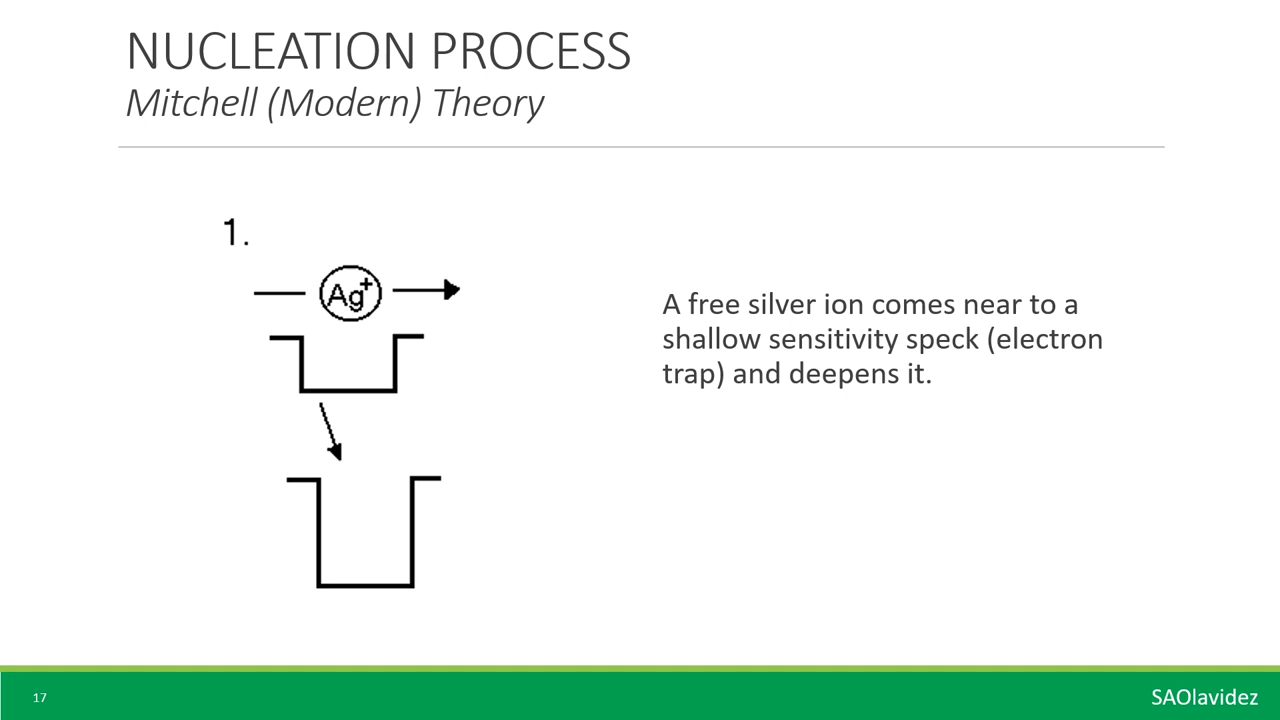 NUCLEATION PROCESS
Mitchell (Modern) Theory
1.
Ag+
A free silver ion comes near to a
shallow sensitivity speck (electron
trap) and deepens it.
17
SAOlavidez